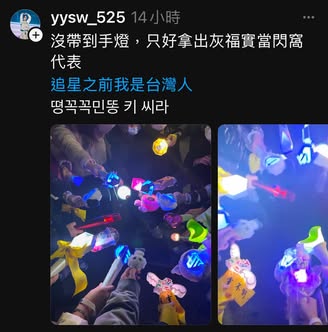 yysw_525 14小時
沒帶到手燈，只好拿出灰福實當閃窩
代表
追星之前我是台灣人
떵꼭꼭민똥 키 씨라